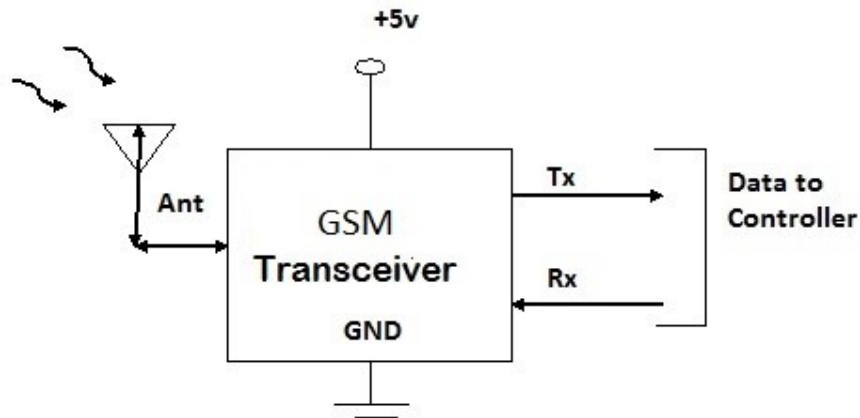 +5v
Ant
GSM
Transceiver
GND
Tx
Rx
Data to
Controller